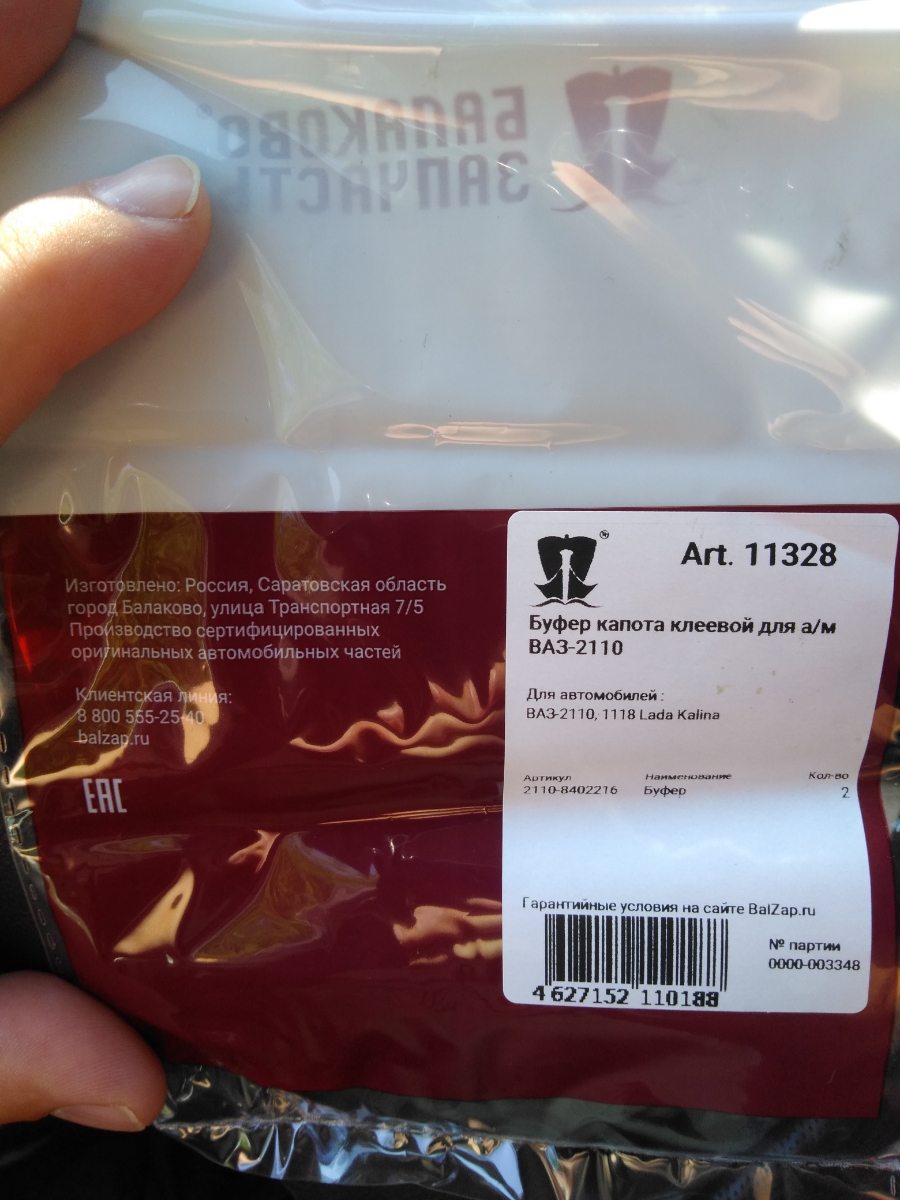 БАЛАКОВО
ЗАПЧАСТЬ
Изготовлено: Россия, Саратовская область
город Балаково, улица Транспортная 7/5
Производство сертифицированных
оригинальных автомобильных частей
Клиентская линия:
8 800 555-25-40
balzap.ru
EAC
Art. 11328
Буфер капота клеевой для а/м
ВАЗ-2110
Для автомобилей :
ВАЗ-2110, 1118 Lada Kalina
Артикул Наименование Кол-во
2110-8402216 Буфер 2
Гарантийные условия на сайте BalZap.ru
№ партии
0000-003348
4 627152 110188